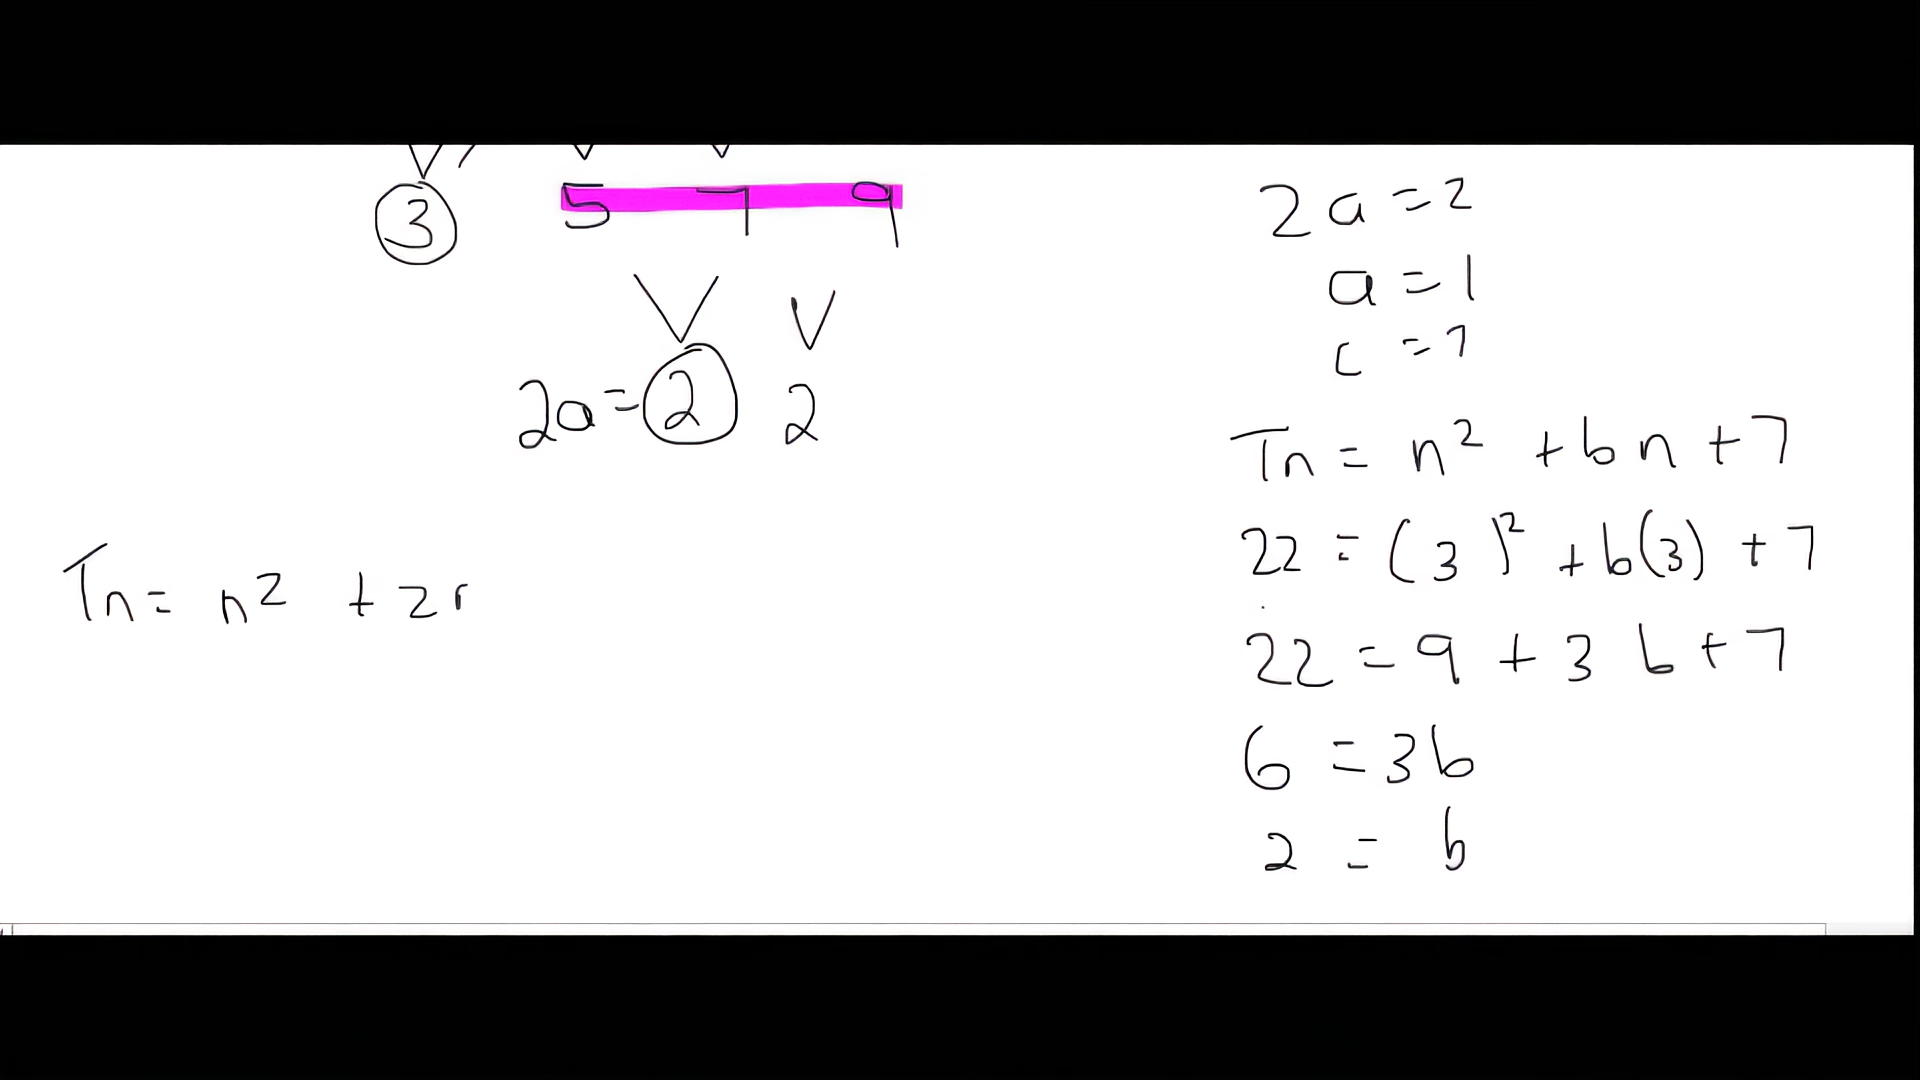 3 5 7 9
2a = 2 2
Tn = n² + 2
2a = 2
a = 1
c = 7
Tn = n² + bn + 7
22 = (3)² + b(3) + 7
22 = 9 + 3b + 7
6 = 3b
2 = b